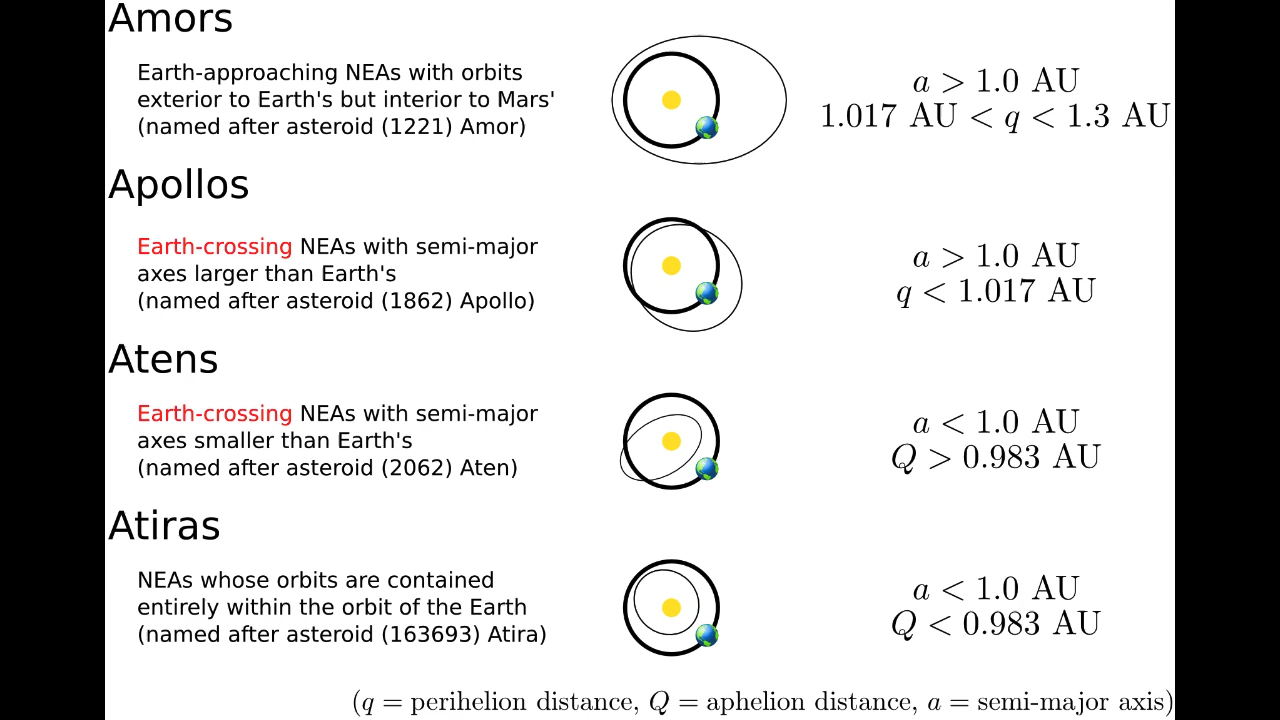 Amors
Earth-approaching NEAs with orbits
exterior to Earth's but interior to Mars'
(named after asteroid (1221) Amor)
a > 1.0 AU
1.017 AU < q < 1.3 AU
Apollos
Earth-crossing NEAs with semi-major
axes larger than Earth's
(named after asteroid (1862) Apollo)
a > 1.0 AU
q < 1.017 AU
Atens
Earth-crossing NEAs with semi-major
axes smaller than Earth's
(named after asteroid (2062) Aten)
a < 1.0 AU
Q > 0.983 AU
Atiras
NEAs whose orbits are contained
entirely within the orbit of the Earth
(named after asteroid (163693) Atira)
a < 1.0 AU
Q < 0.983 AU
(q = perihelion distance, Q = aphelion distance, a = semi-major axis)